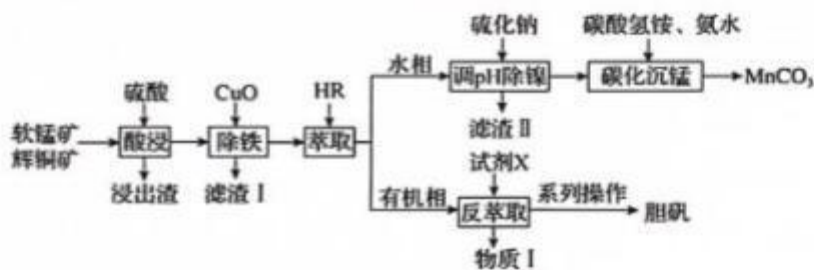 硫化钠 碳酸氢铵、氨水
水相 调pH除镍 碳化沉锰 MnCO₃
硫酸 CuO HR
软锰矿 酸浸 除铁 萃取 滤渣Ⅱ
辉铜矿 试剂X
浸出渣 滤渣Ⅰ 有机相 反萃取 系列操作 胆矾
物质Ⅰ